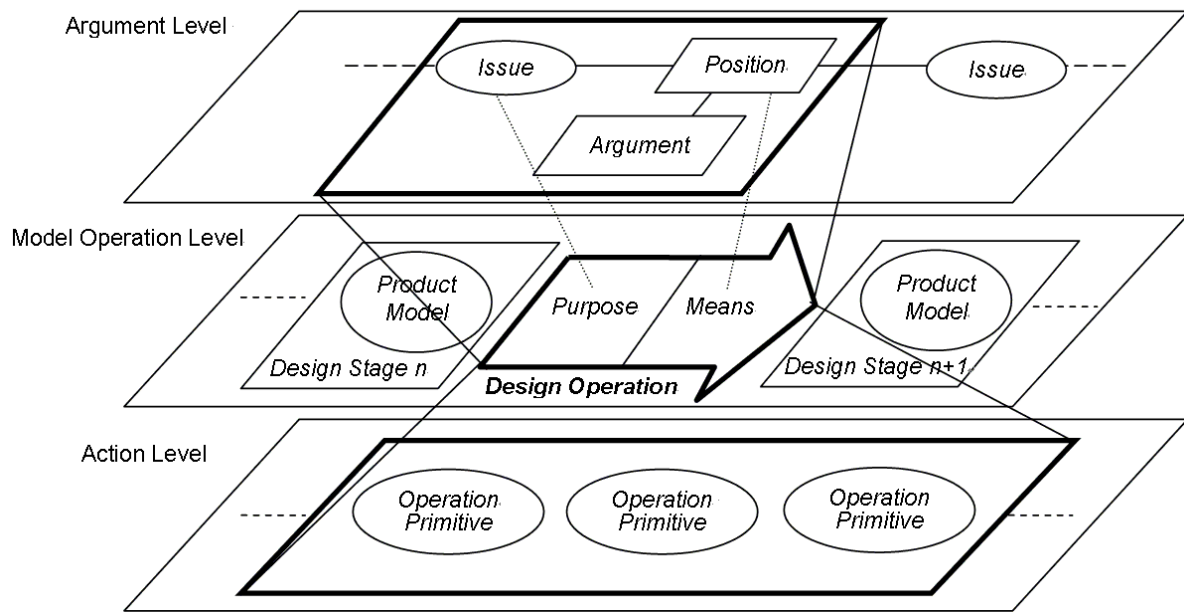 Argument Level
Issue
Position
Issue
Argument
Model Operation Level
Product
Model
Purpose
Means
Product
Model
Design Stage n
Design Operation
Design Stage n+1
Action Level
Operation
Primitive
Operation
Primitive
Operation
Primitive